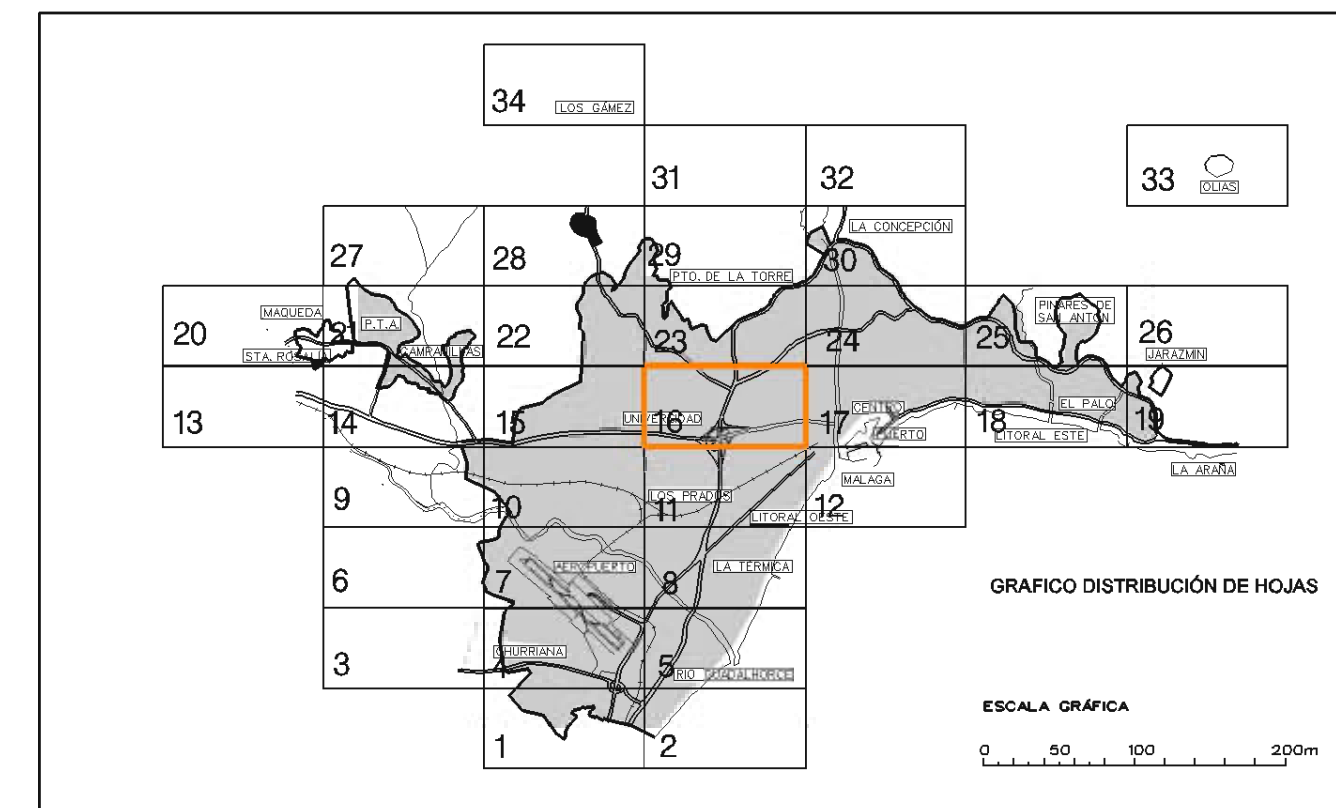 34 LOS GÁMEZ
31 32 33
OLIAS
LA CONCEPCIÓN
27 28 29 30
PTO. DE LA TORRE
MAQUEDA
P.T.A.
PINARES DE
SAN ANTÓN
20 21 22 23 24 25 26
STA. ROSALÍA
CAMPANILLAS
JARAZMIN
UNIVERSIDAD
CENTRO
EL PALO
13 14 15 16 17 18 19
PUERTO
LITORAL ESTE
LA ARAÑA
MALAGA
LOS PRADOS
9 10 11 12
LITORAL OESTE
AEROPUERTO
LA TÉRMICA
6 7 8
GRAFICO DISTRIBUCIÓN DE HOJAS
CHURRIANA
3 5
RIO GUADALHORCE
ESCALA GRÁFICA
1 2
0 50 100 200m